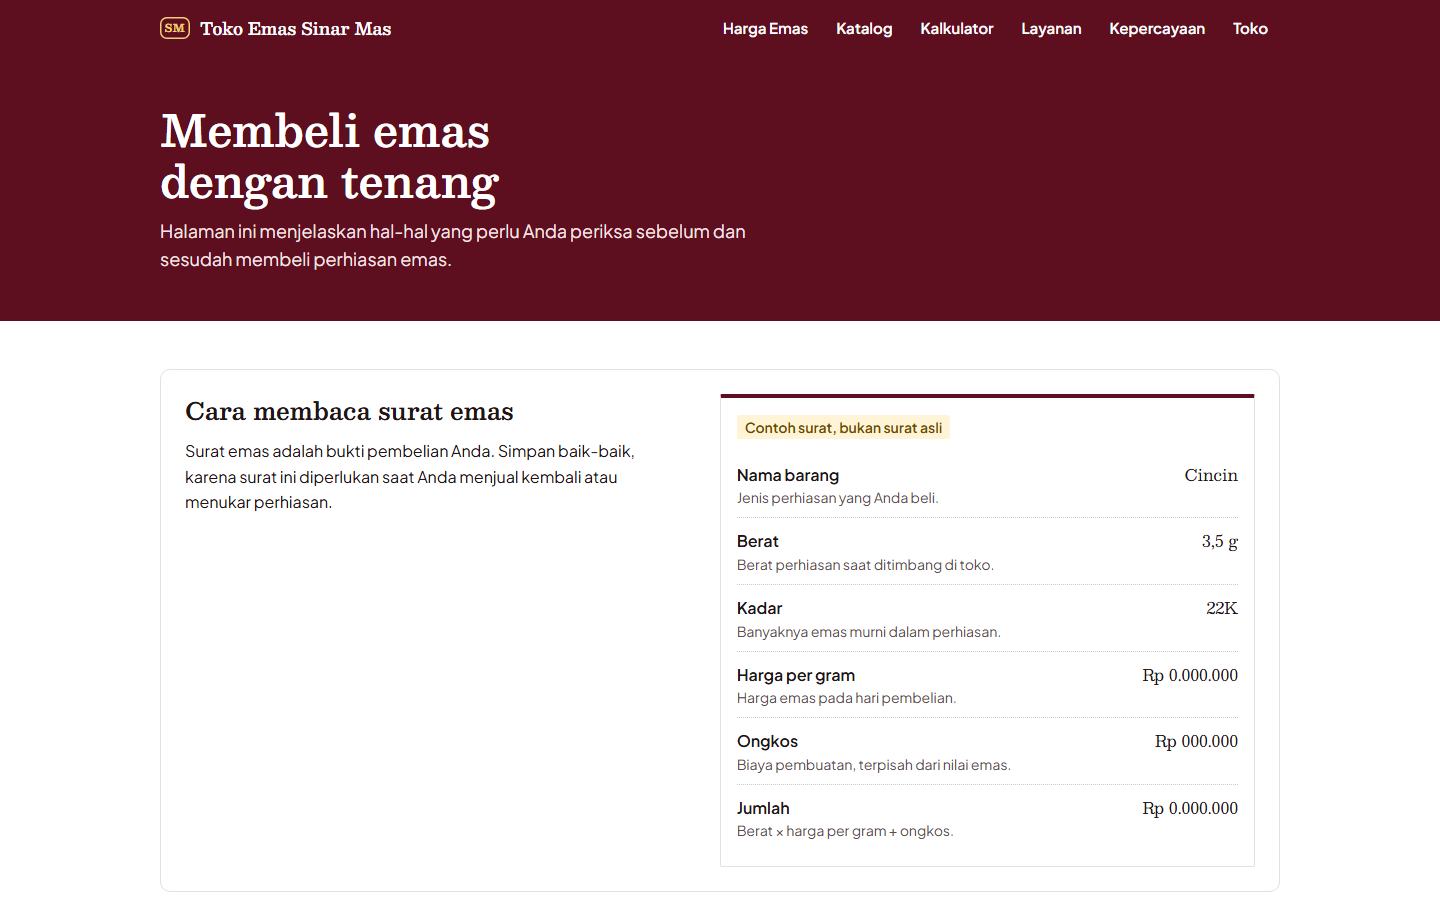 SM Toko Emas Sinar Mas
Harga Emas Katalog Kalkulator Layanan Kepercayaan Toko
Membeli emas
dengan tenang
Halaman ini menjelaskan hal-hal yang perlu Anda periksa sebelum dan
sesudah membeli perhiasan emas.
Cara membaca surat emas
Surat emas adalah bukti pembelian Anda. Simpan baik-baik,
karena surat ini diperlukan saat Anda menjual kembali atau
menukar perhiasan.
Contoh surat, bukan surat asli
Nama barang Cincin
Jenis perhiasan yang Anda beli.
Berat 3,5 g
Berat perhiasan saat ditimbang di toko.
Kadar 22K
Banyaknya emas murni dalam perhiasan.
Harga per gram Rp 0.000.000
Harga emas pada hari pembelian.
Ongkos Rp 000.000
Biaya pembuatan, terpisah dari nilai emas.
Jumlah Rp 0.000.000
Berat × harga per gram + ongkos.